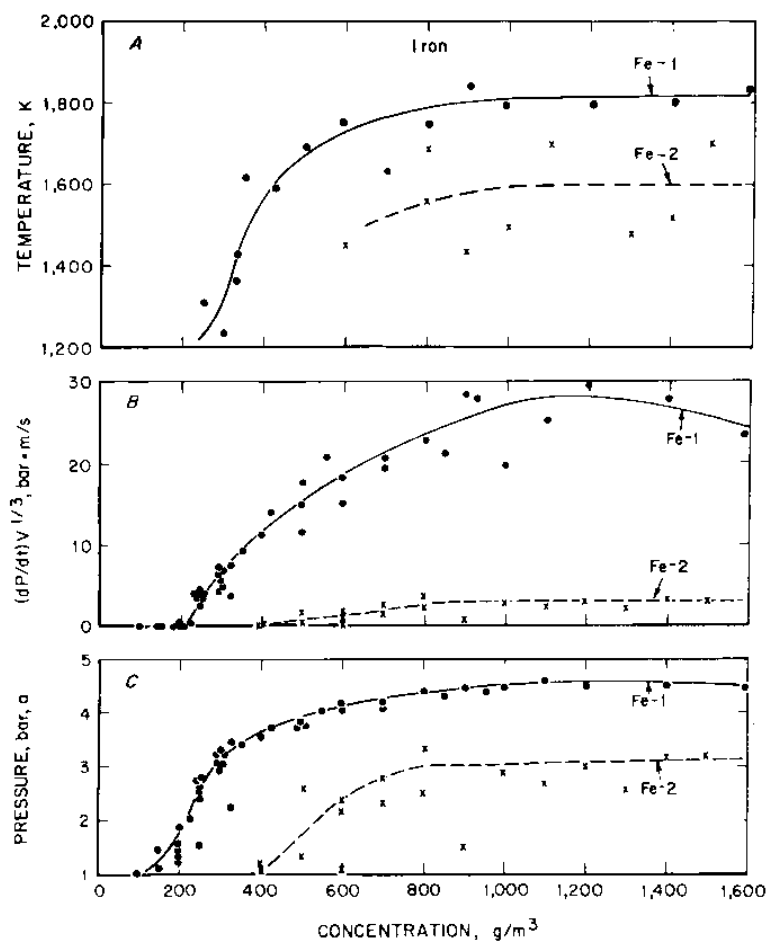 2,000
A
Iron
Fe-1
1,800
Fe-2
1,600
1,400
1,200
TEMPERATURE, K
30
B
Fe-1
20
10
Fe-2
0
(dP/dt)V 1/3, bar•m/s
5
C
4
Fe-1
3
Fe-2
2
1
PRESSURE, bar, a
0 200 400 600 800 1,000 1,200 1,400 1,600
CONCENTRATION, g/m³